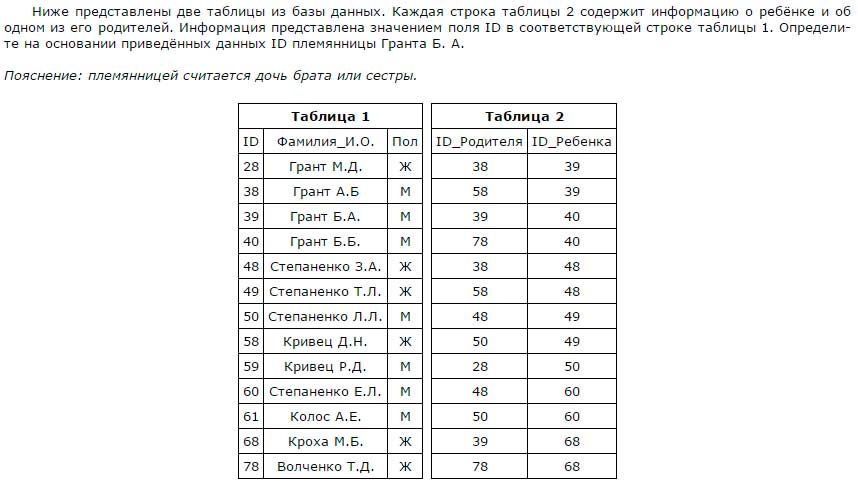 Ниже представлены две таблицы из базы данных. Каждая строка таблицы 2 содержит информацию о ребёнке и об
одном из его родителей. Информация представлена значением поля ID в соответствующей строке таблицы 1. Определи-
те на основании приведённых данных ID племянницы Гранта Б. А.
Пояснение: племянницей считается дочь брата или сестры.
Таблица 1 Таблица 2
ID Фамилия_И.О. Пол ID_Родителя ID_Ребенка
28 Грант М.Д. Ж 38 39
38 Грант А.Б М 58 39
39 Грант Б.А. М 39 40
40 Грант Б.Б. М 78 40
48 Степаненко З.А. Ж 38 48
49 Степаненко Т.Л. Ж 58 48
50 Степаненко Л.Л. М 48 49
58 Кривец Д.Н. Ж 50 49
59 Кривец Р.Д. М 28 50
60 Степаненко Е.Л. М 48 60
61 Колос А.Е. М 50 60
68 Кроха М.Б. Ж 39 68
78 Волченко Т.Д. Ж 78 68